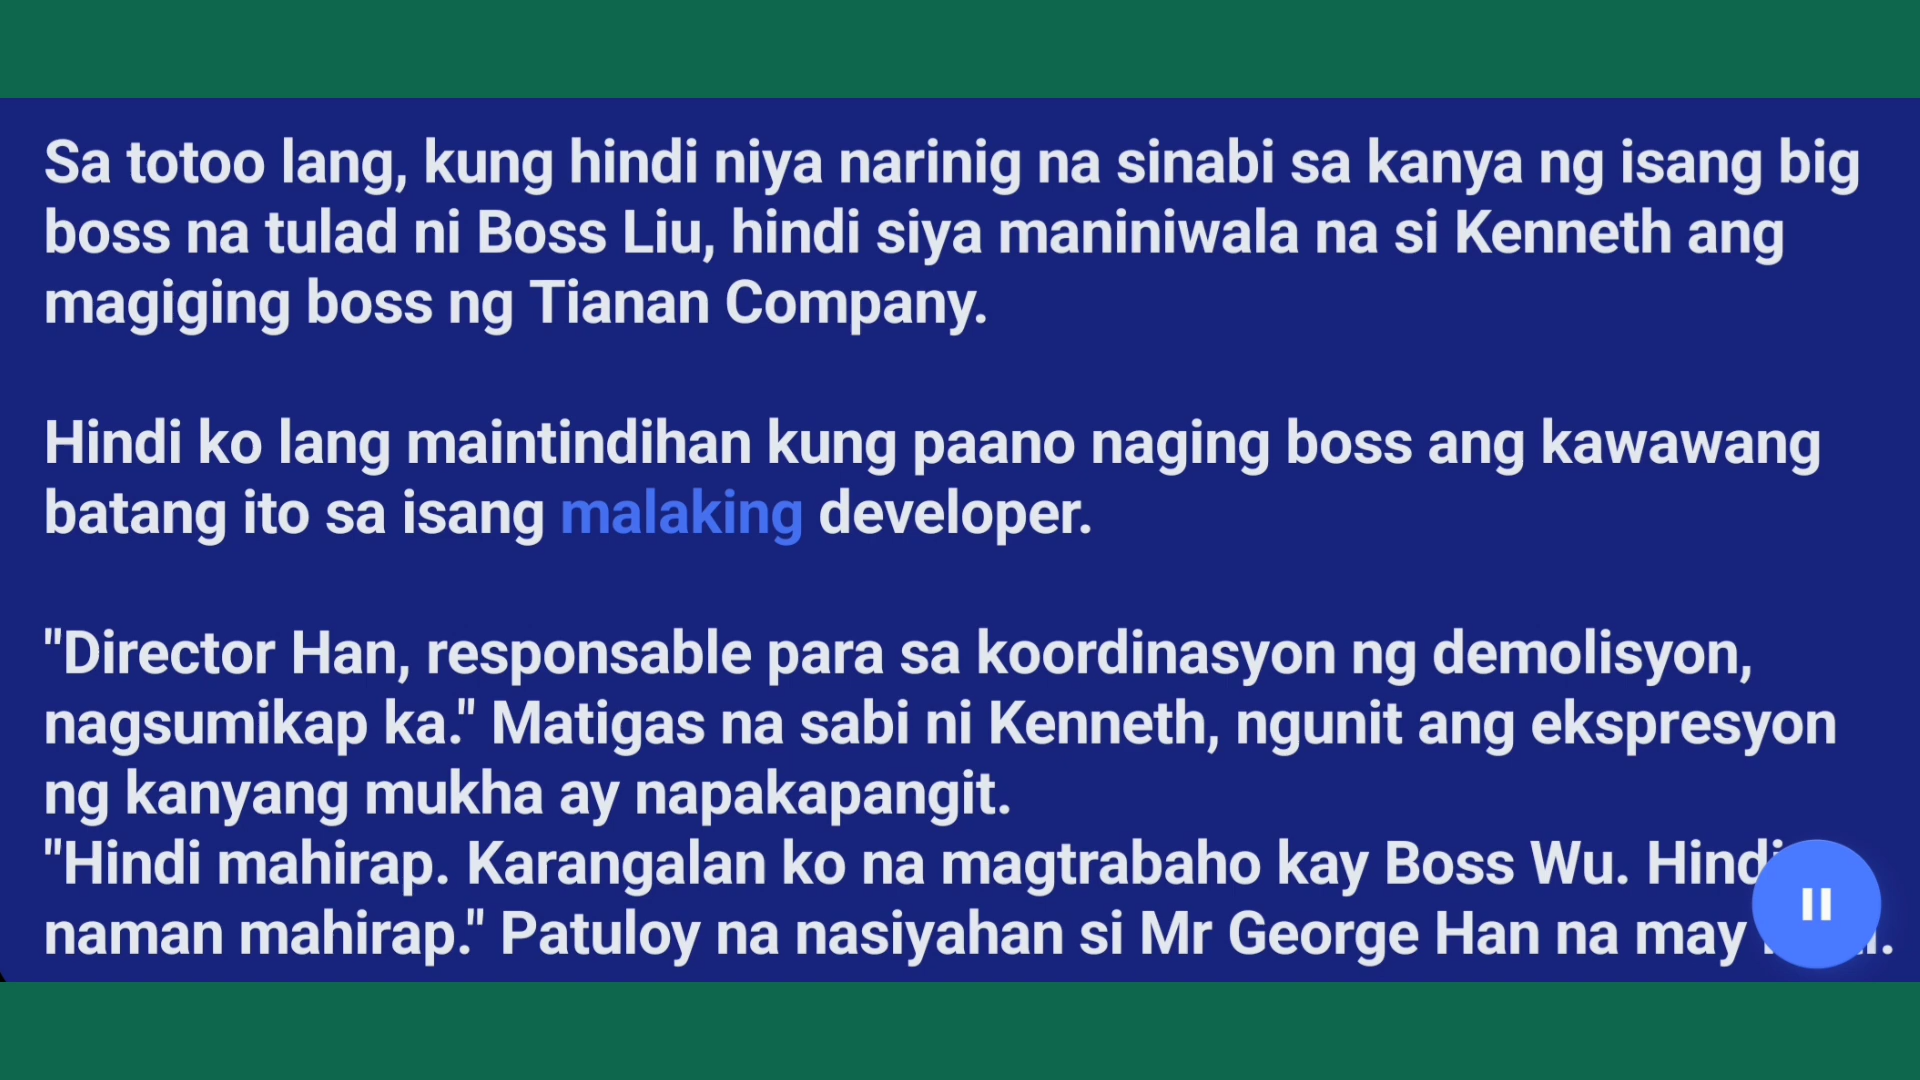 Sa totoo lang, kung hindi niya narinig na sinabi sa kanya ng isang big
boss na tulad ni Boss Liu, hindi siya maniniwala na si Kenneth ang
magiging boss ng Tianan Company.
Hindi ko lang maintindihan kung paano naging boss ang kawawang
batang ito sa isang malaking developer.
"Director Han, responsable para sa koordinasyon ng demolisyon,
nagsumikap ka." Matigas na sabi ni Kenneth, ngunit ang ekspresyon
ng kanyang mukha ay napakapangit.
"Hindi mahirap. Karangalan ko na magtrabaho kay Boss Wu. Hindi
naman mahirap." Patuloy na nasiyahan si Mr George Han na may